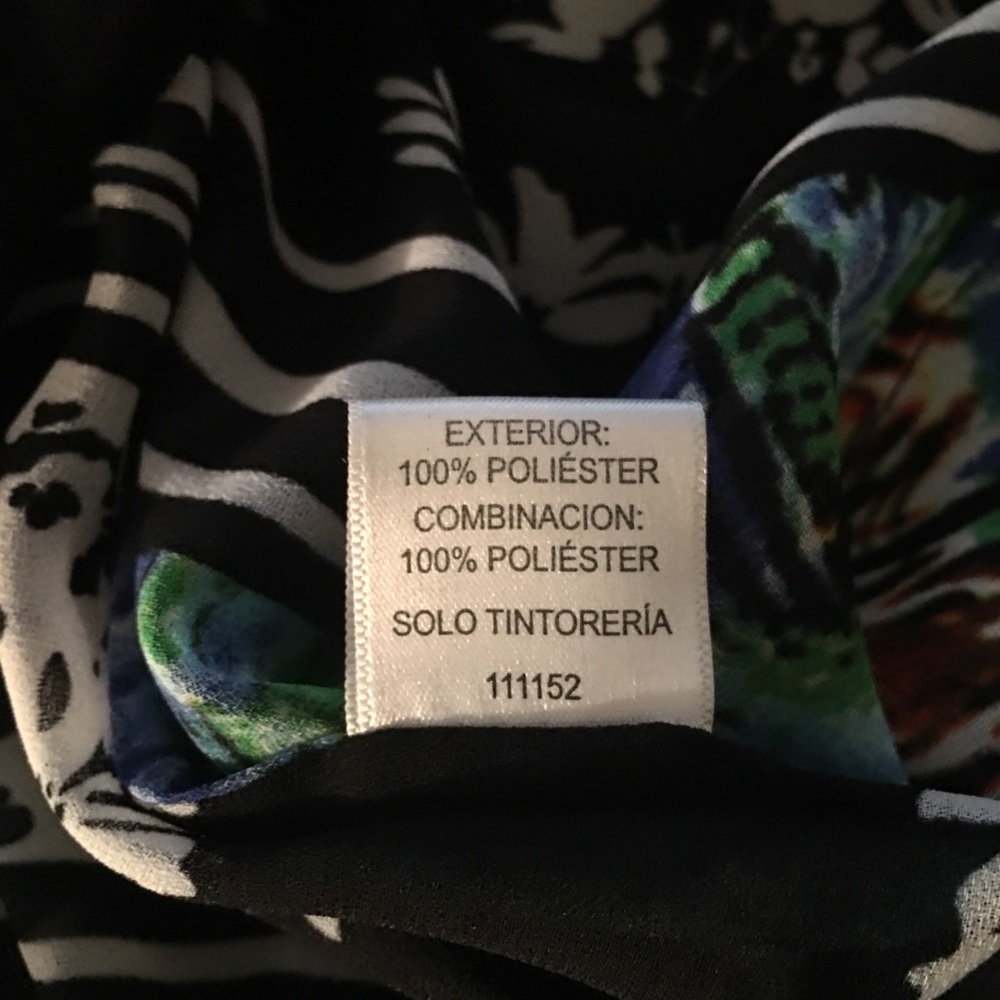 EXTERIOR:
100% POLIÉSTER
COMBINACION:
100% POLIÉSTER
SOLO TINTORERÍA
111152